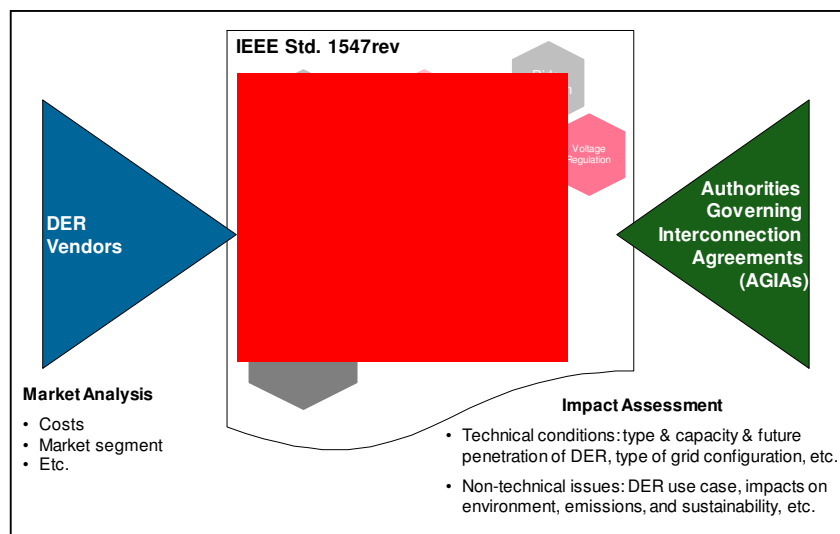 IEEE Std. 1547rev
Voltage
Regulation
DER
Vendors
Authorities
Governing
Interconnection
Agreements
(AGIAs)
Market Analysis
• Costs
• Market segment
• Etc.
Impact Assessment
• Technical conditions: type & capacity & future
penetration of DER, type of grid configuration, etc.
• Non-technical issues: DER use case, impacts on
environment, emissions, and sustainability, etc.